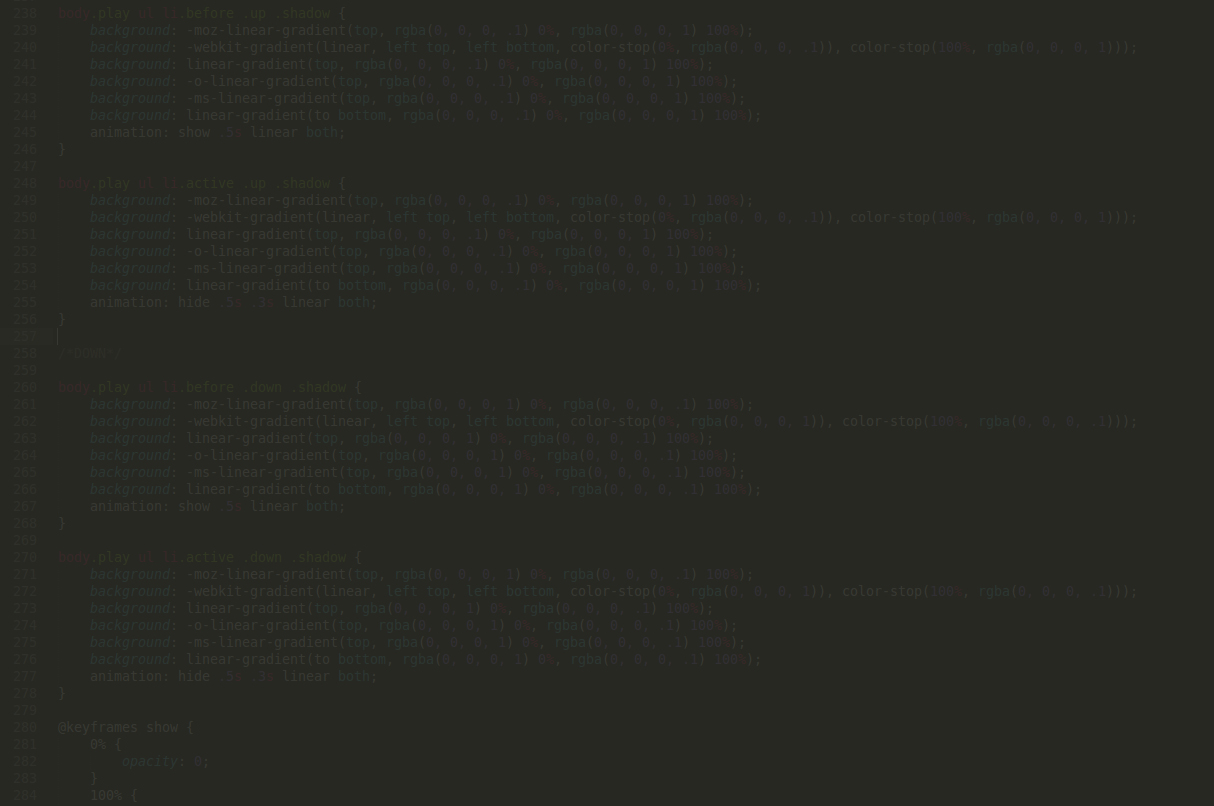 238 body.play ul li.before .up .shadow {
239 background: -moz-linear-gradient(top, rgba(0, 0, 0, .1) 0%, rgba(0, 0, 0, 1) 100%);
240 background: -webkit-gradient(linear, left top, left bottom, color-stop(0%, rgba(0, 0, 0, .1)), color-stop(100%, rgba(0, 0, 0, 1)));
241 background: linear-gradient(top, rgba(0, 0, 0, .1) 0%, rgba(0, 0, 0, 1) 100%);
242 background: -o-linear-gradient(top, rgba(0, 0, 0, .1) 0%, rgba(0, 0, 0, 1) 100%);
243 background: -ms-linear-gradient(top, rgba(0, 0, 0, .1) 0%, rgba(0, 0, 0, 1) 100%);
244 background: linear-gradient(to bottom, rgba(0, 0, 0, .1) 0%, rgba(0, 0, 0, 1) 100%);
245 animation: show .5s linear both;
246 }
247
248 body.play ul li.active .up .shadow {
249 background: -moz-linear-gradient(top, rgba(0, 0, 0, .1) 0%, rgba(0, 0, 0, 1) 100%);
250 background: -webkit-gradient(linear, left top, left bottom, color-stop(0%, rgba(0, 0, 0, .1)), color-stop(100%, rgba(0, 0, 0, 1)));
251 background: linear-gradient(top, rgba(0, 0, 0, .1) 0%, rgba(0, 0, 0, 1) 100%);
252 background: -o-linear-gradient(top, rgba(0, 0, 0, .1) 0%, rgba(0, 0, 0, 1) 100%);
253 background: -ms-linear-gradient(top, rgba(0, 0, 0, .1) 0%, rgba(0, 0, 0, 1) 100%);
254 background: linear-gradient(to bottom, rgba(0, 0, 0, .1) 0%, rgba(0, 0, 0, 1) 100%);
255 animation: hide .5s .3s linear both;
256 }
257
258 /*DOWN*/
259
260 body.play ul li.before .down .shadow {
261 background: -moz-linear-gradient(top, rgba(0, 0, 0, 1) 0%, rgba(0, 0, 0, .1) 100%);
262 background: -webkit-gradient(linear, left top, left bottom, color-stop(0%, rgba(0, 0, 0, 1)), color-stop(100%, rgba(0, 0, 0, .1)));
263 background: linear-gradient(top, rgba(0, 0, 0, 1) 0%, rgba(0, 0, 0, .1) 100%);
264 background: -o-linear-gradient(top, rgba(0, 0, 0, 1) 0%, rgba(0, 0, 0, .1) 100%);
265 background: -ms-linear-gradient(top, rgba(0, 0, 0, 1) 0%, rgba(0, 0, 0, .1) 100%);
266 background: linear-gradient(to bottom, rgba(0, 0, 0, 1) 0%, rgba(0, 0, 0, .1) 100%);
267 animation: show .5s linear both;
268 }
269
270 body.play ul li.active .down .shadow {
271 background: -moz-linear-gradient(top, rgba(0, 0, 0, 1) 0%, rgba(0, 0, 0, .1) 100%);
272 background: -webkit-gradient(linear, left top, left bottom, color-stop(0%, rgba(0, 0, 0, 1)), color-stop(100%, rgba(0, 0, 0, .1)));
273 background: linear-gradient(top, rgba(0, 0, 0, 1) 0%, rgba(0, 0, 0, .1) 100%);
274 background: -o-linear-gradient(top, rgba(0, 0, 0, 1) 0%, rgba(0, 0, 0, .1) 100%);
275 background: -ms-linear-gradient(top, rgba(0, 0, 0, 1) 0%, rgba(0, 0, 0, .1) 100%);
276 background: linear-gradient(to bottom, rgba(0, 0, 0, 1) 0%, rgba(0, 0, 0, .1) 100%);
277 animation: hide .5s .3s linear both;
278 }
279
280 @keyframes show {
281 0% {
282 opacity: 0;
283 }
284 100% {